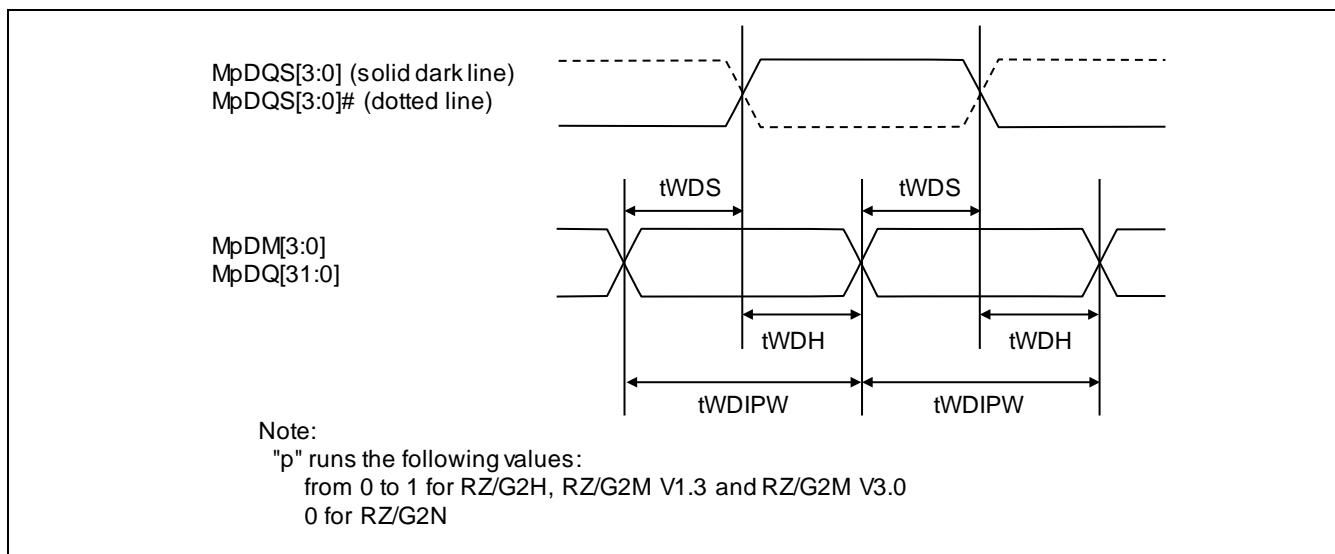 MpDQS[3:0] (solid dark line)
MpDQS[3:0]# (dotted line)
tWDS
tWDS
MpDM[3:0]
MpDQ[31:0]
tWDH
tWDH
tWDIPW
tWDIPW
Note:
"p" runs the following values:
from 0 to 1 for RZ/G2H, RZ/G2M V1.3 and RZ/G2M V3.0
0 for RZ/G2N